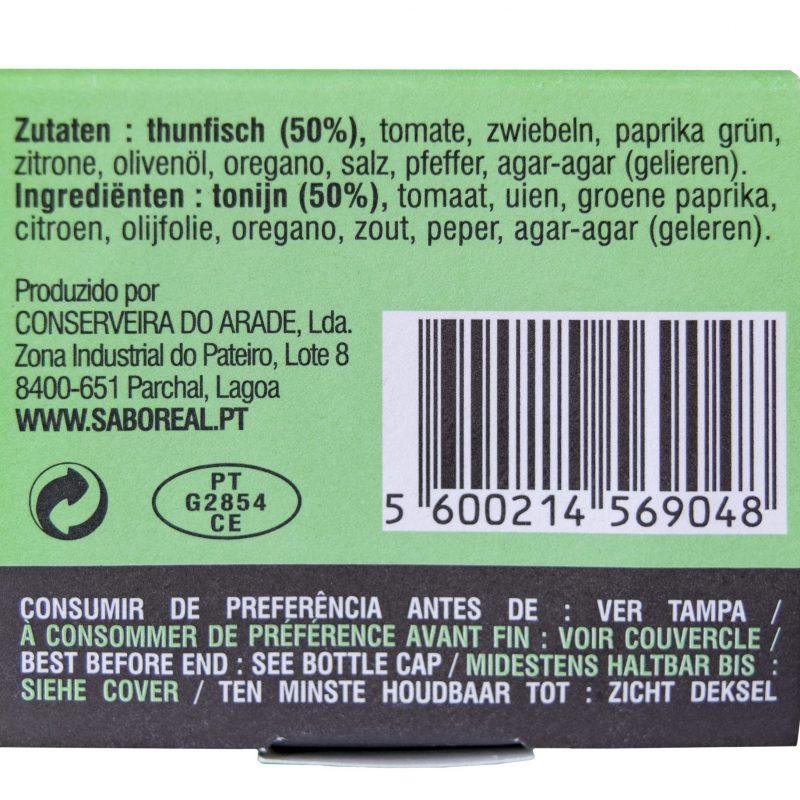 Zutaten : thunfisch (50%), tomate, zwiebeln, paprika grün,
zitrone, olivenöl, oregano, salz, pfeffer, agar-agar (gelieren).
Ingrediënten : tonijn (50%), tomaat, uien, groene paprika,
citroen, olijfolie, oregano, zout, peper, agar-agar (geleren).
Produzido por
CONSERVEIRA DO ARADE, Lda.
Zona Industrial do Pateiro, Lote 8
8400-651 Parchal, Lagoa
WWW.SABOREAL.PT
PT
G2854
CE
5 600214 569048
CONSUMIR DE PREFERÊNCIA ANTES DE : VER TAMPA /
À CONSOMMER DE PRÉFÉRENCE AVANT FIN : VOIR COUVERCLE /
BEST BEFORE END : SEE BOTTLE CAP / MIDESTENS HALTBAR BIS :
SIEHE COVER / TEN MINSTE HOUDBAAR TOT : ZICHT DEKSEL